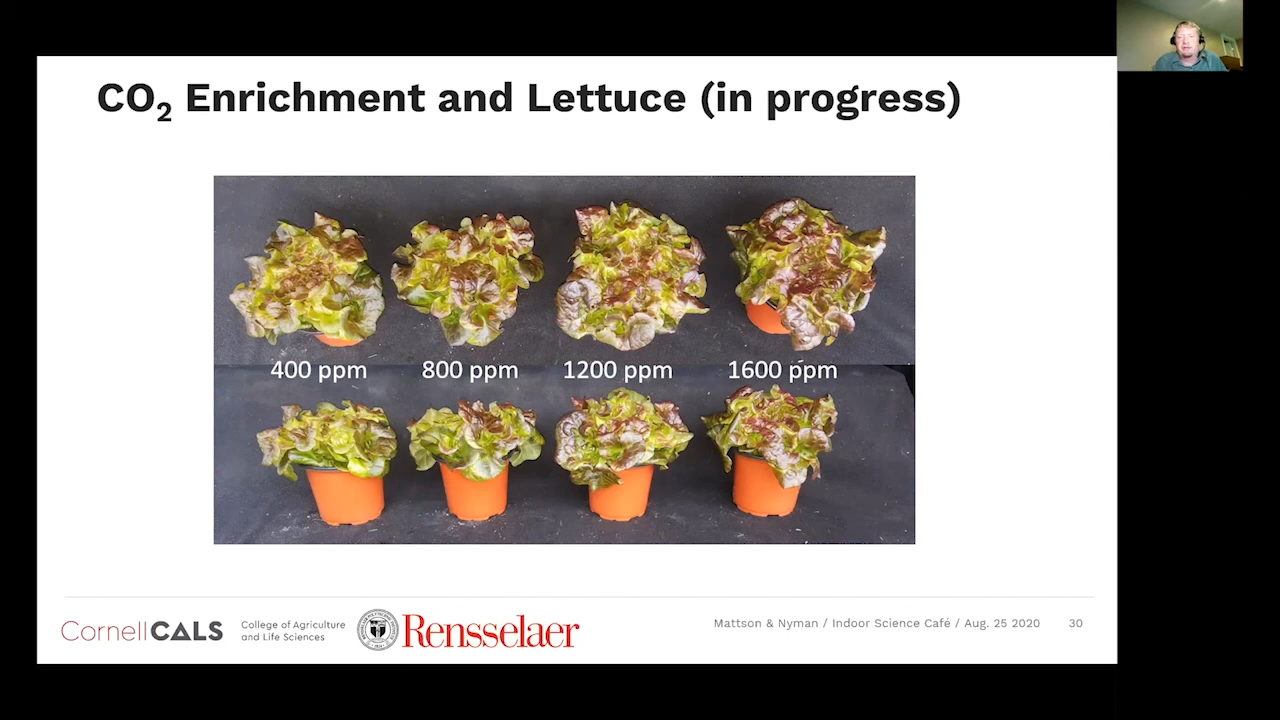 CO2 Enrichment and Lettuce (in progress)
400 ppm 800 ppm 1200 ppm 1600 ppm
CornellCALS
College of Agriculture
and Life Sciences
Rensselaer
Mattson & Nyman / Indoor Science Café / Aug. 25 2020 30